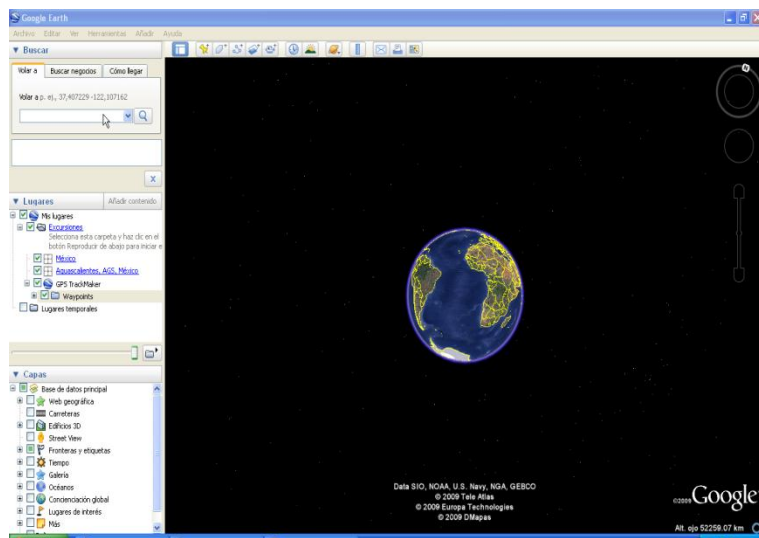 Google Earth
Archivo Editar Ver Herramientas Añadir Ayuda
Buscar
Volar a Buscar negocios Cómo llegar
Volar a p. ej., 37,407229 -122,107162
Lugares Añadir contenido
Mis lugares
Excursiones
Selecciona esta carpeta y haz clic en el
botón Reproducir de abajo para iniciar e
México
Aguascalientes, AGS, México
GPS TrackMaker
Waypoints
Lugares temporales
Capas
Base de datos principal
Web geográfica
Carreteras
Edificios 3D
Street View
Fronteras y etiquetas
Tiempo
Galería
Océanos
Concienciación global
Lugares de interés
Más
Data SIO, NOAA, U.S. Navy, NGA, GEBCO
© 2009 Tele Atlas
© 2009 Europa Technologies
© 2009 DMapas
©2009 Google
Alt. ojo 52259.07 km